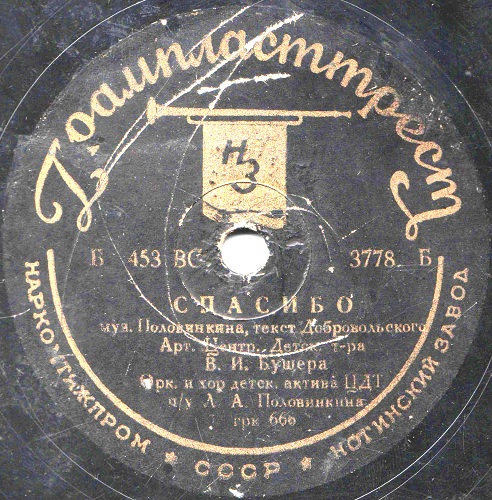 Грампласттрест
НЗ
Б 453 ВС 3778 Б
СПАСИБО
муз. Половинкина, текст Добровольского
Арт. Центр. Детск. т-ра
В. И. Бушера
Орк. и хор детск. актива ЦДТ
п/у Л. А. Половинкина
грк 666
НАРКОМТЯЖПРОМ * СССР * НОГИНСКИЙ ЗАВОД